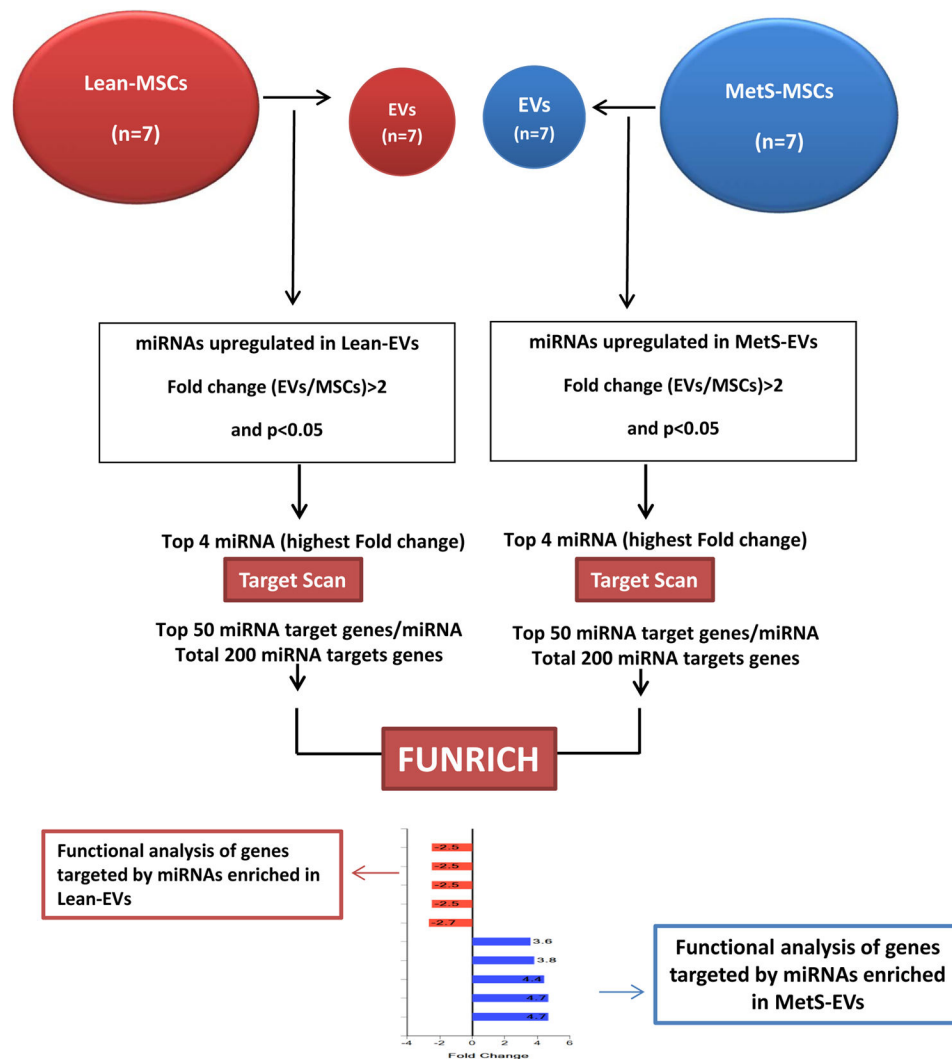 Lean-MSCs
(n=7)
EVs
(n=7)
EVs
(n=7)
MetS-MSCs
(n=7)
miRNAs upregulated in Lean-EVs
Fold change (EVs/MSCs)>2
and p<0.05
miRNAs upregulated in MetS-EVs
Fold change (EVs/MSCs)>2
and p<0.05
Top 4 miRNA (highest Fold change)
Target Scan
Top 50 miRNA target genes/miRNA
Total 200 miRNA targets genes
Top 4 miRNA (highest Fold change)
Target Scan
Top 50 miRNA target genes/miRNA
Total 200 miRNA targets genes
FUNRICH
Functional analysis of genes
targeted by miRNAs enriched in
Lean-EVs
-2.5
-2.5
-2.5
-2.5
-2.7
3.6
3.8
4.4
4.7
4.7
-4 -2 0 2 4 6
Fold Change
Functional analysis of genes
targeted by miRNAs enriched
in MetS-EVs